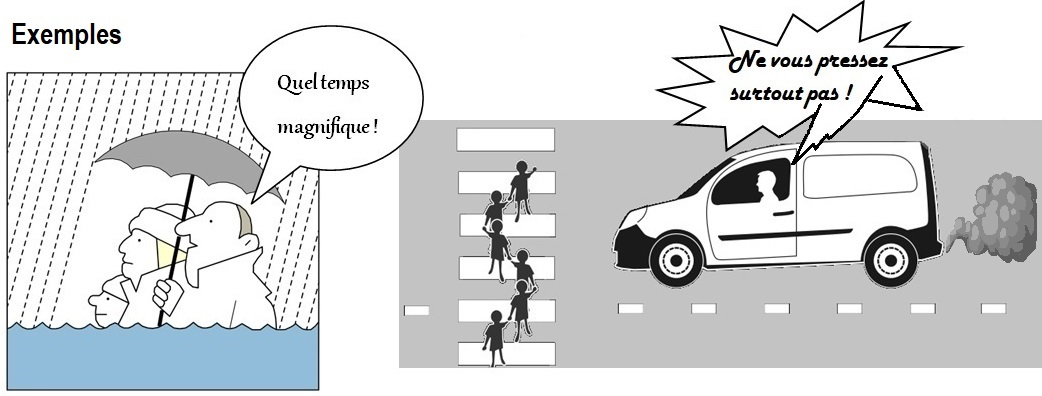 Exemples
Quel temps
magnifique !
Ne vous pressez
surtout pas !